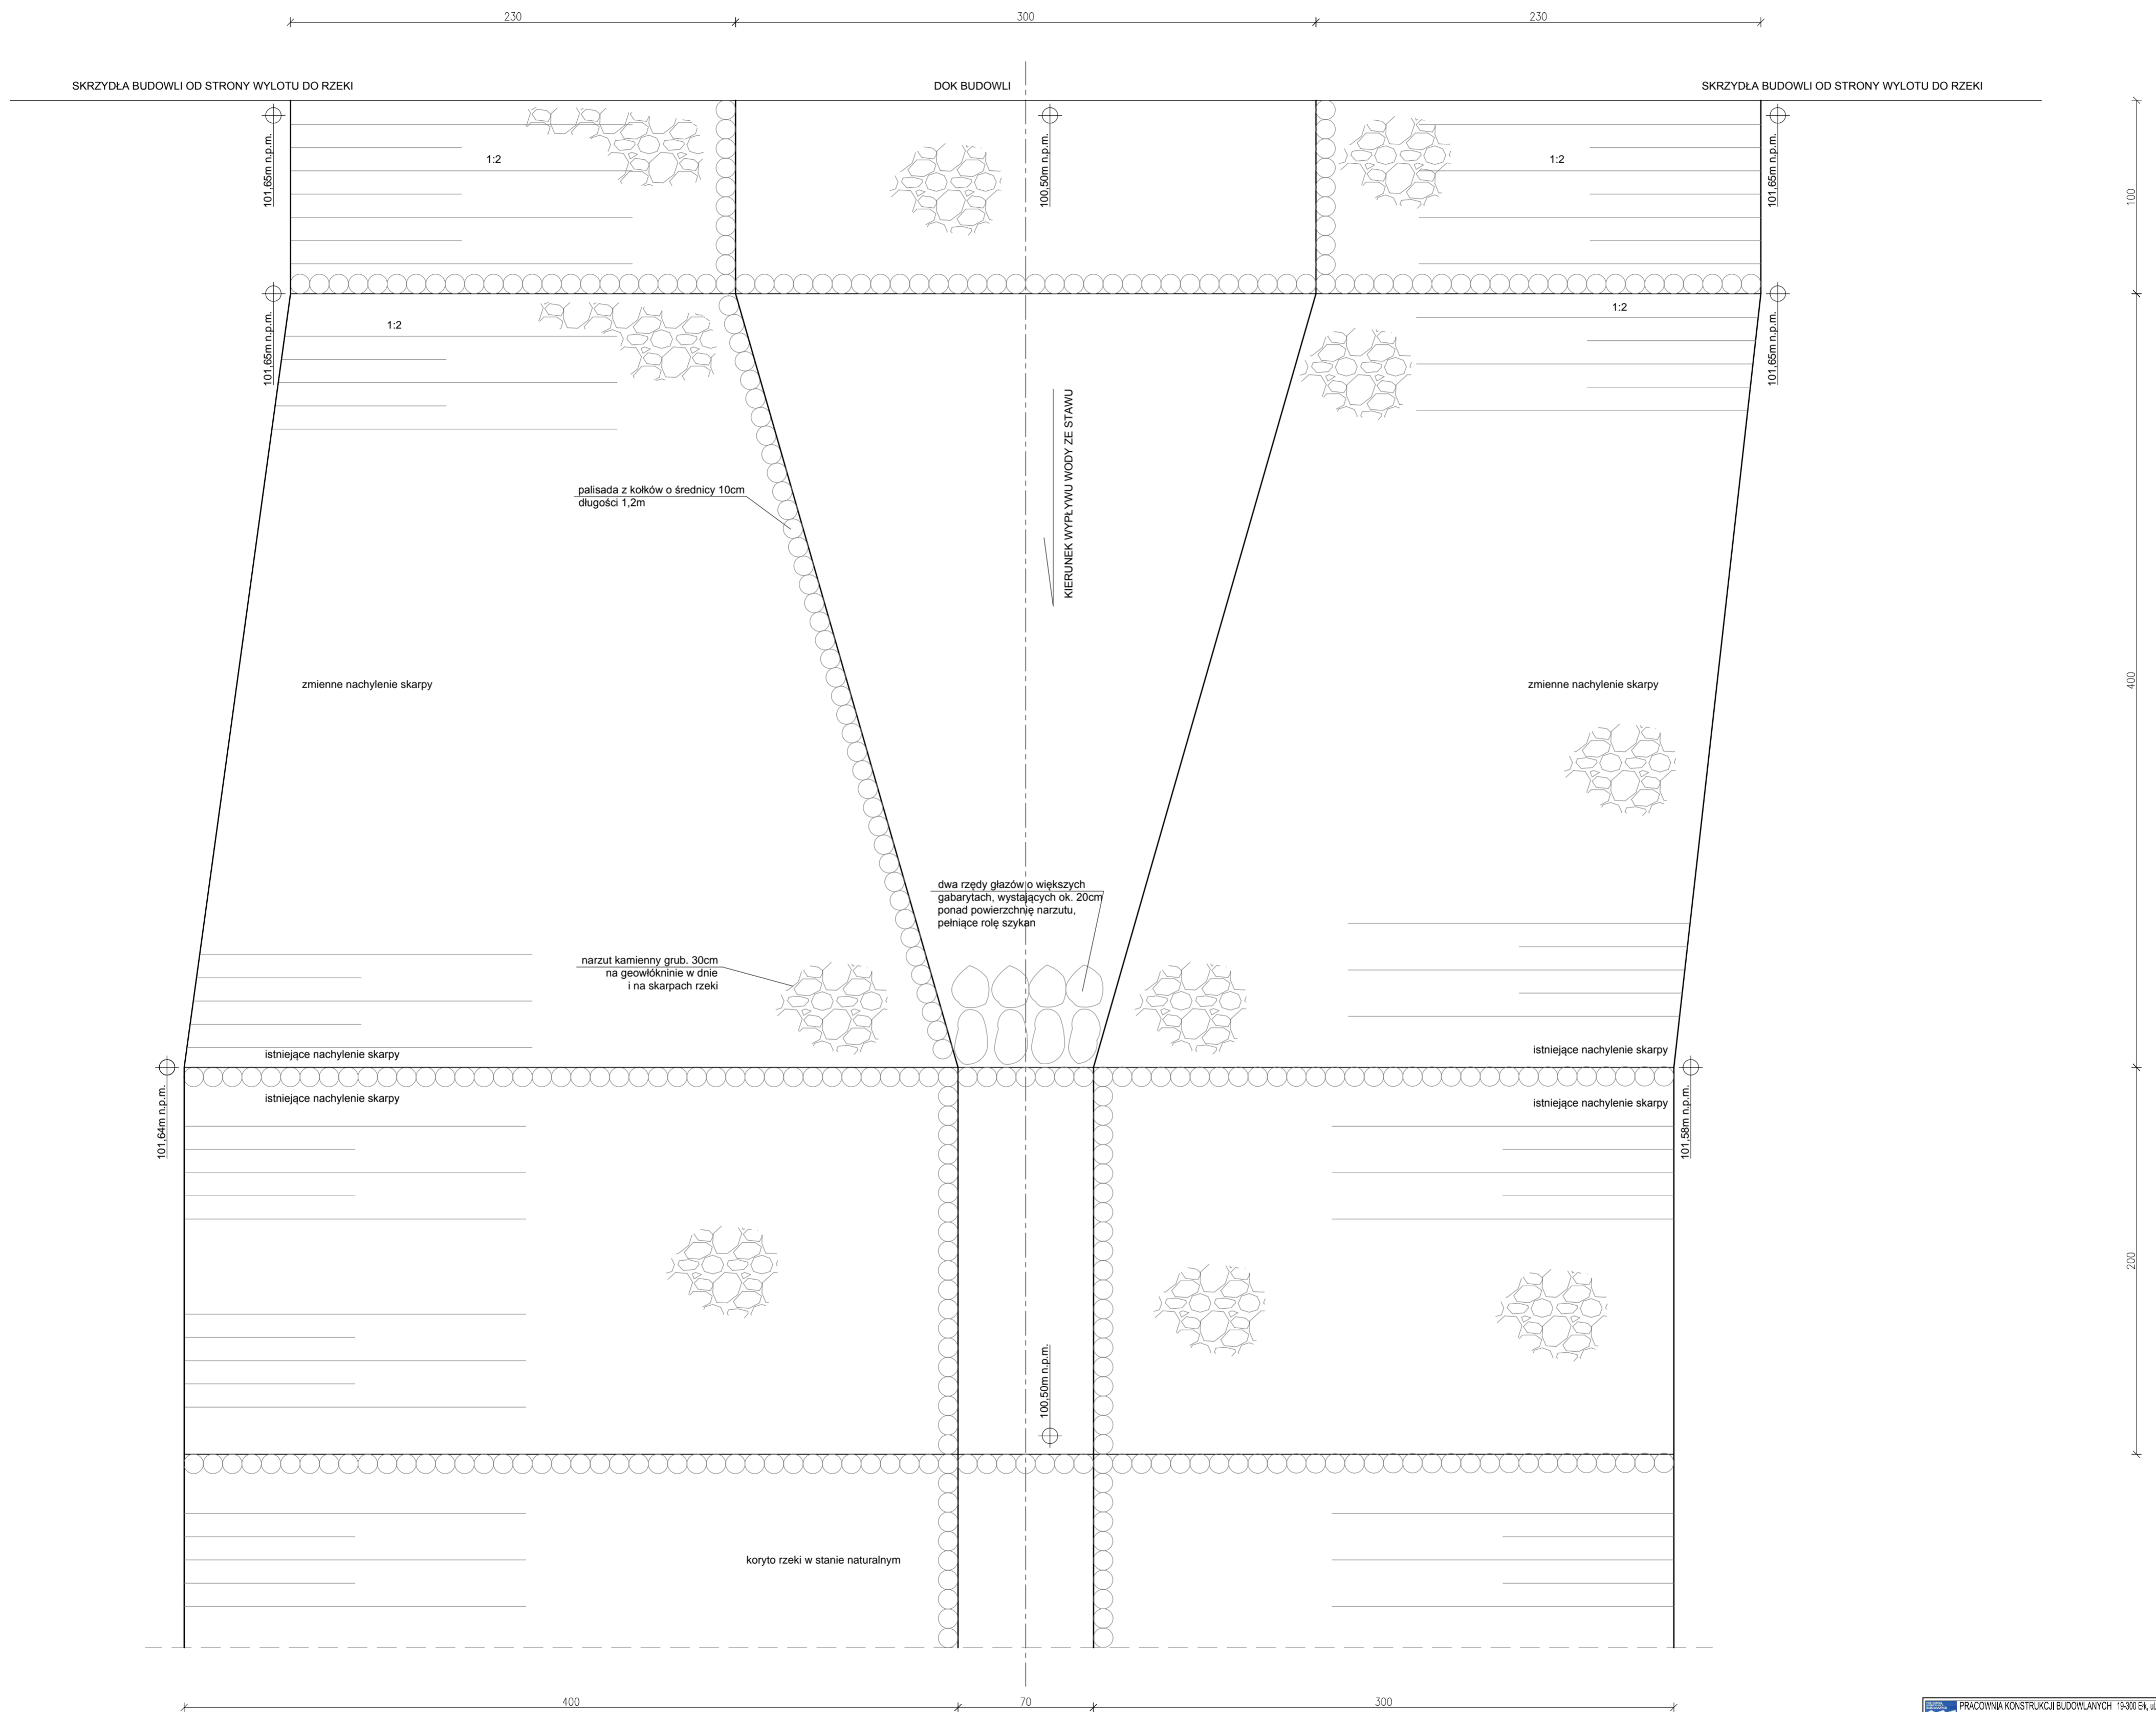 230
300
230
SKRZYDŁA BUDOWLI OD STRONY WYLOTU DO RZEKI
DOK BUDOWLI
SKRZYDŁA BUDOWLI OD STRONY WYLOTU DO RZEKI
101,65m n.p.m.
1:2
100,50m n.p.m.
1:2
101,65m n.p.m.
100
101,65m n.p.m.
1:2
1:2
101,65m n.p.m.
KIERUNEK WYPŁYWU WODY ZE STAWU
palisada z kołków o średnicy 10cm
długości 1,2m
zmienne nachylenie skarpy
zmienne nachylenie skarpy
400
dwa rzędy głazów o większych
gabarytach, wystających ok. 20cm
ponad powierzchnię narzutu,
pełniące rolę szykan
narzut kamienny grub. 30cm
na geowłókninie w dnie
i na skarpach rzeki
istniejące nachylenie skarpy
istniejące nachylenie skarpy
istniejące nachylenie skarpy
istniejące nachylenie skarpy
101,64m n.p.m.
101,58m n.p.m.
200
100,50m n.p.m.
koryto rzeki w stanie naturalnym
400
70
300
PRACOWNIA KONSTRUKCJI BUDOWLANYCH 19-300 Ełk, ul.